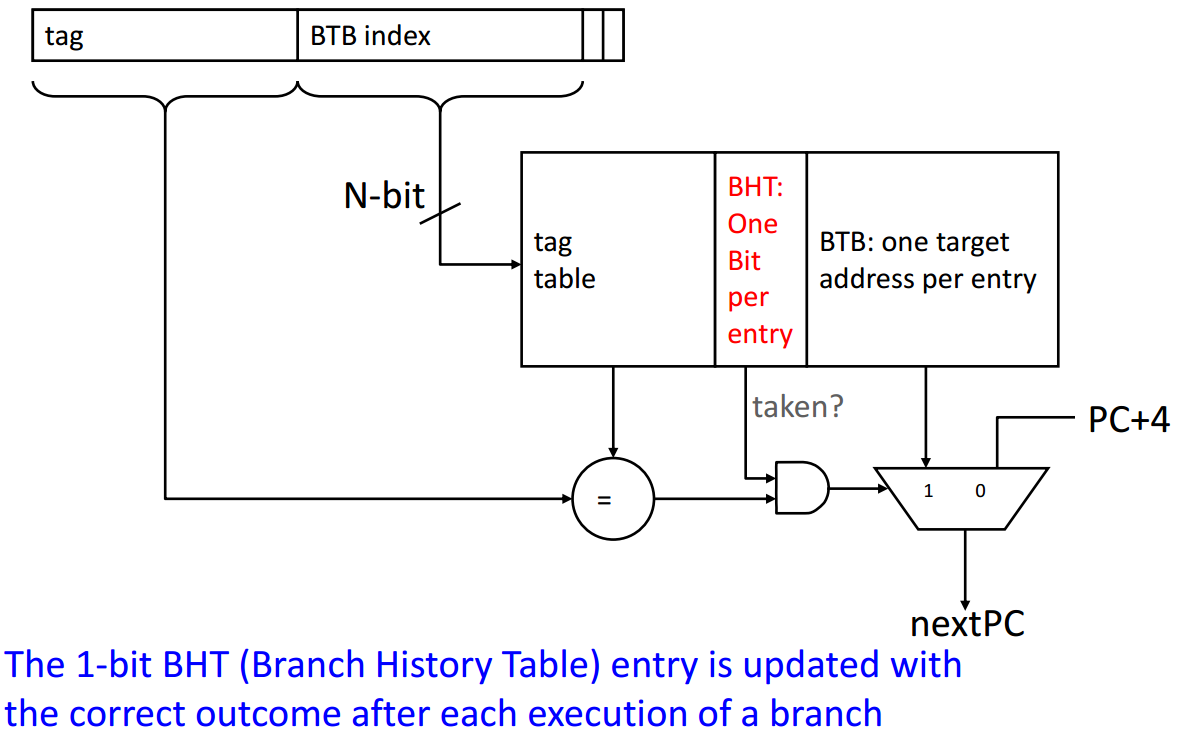 tag
BTB index
N-bit
tag
table
BHT:
One
Bit
per
entry
BTB: one target
address per entry
taken?
PC+4
=
1 0
nextPC
The 1-bit BHT (Branch History Table) entry is updated with
the correct outcome after each execution of a branch